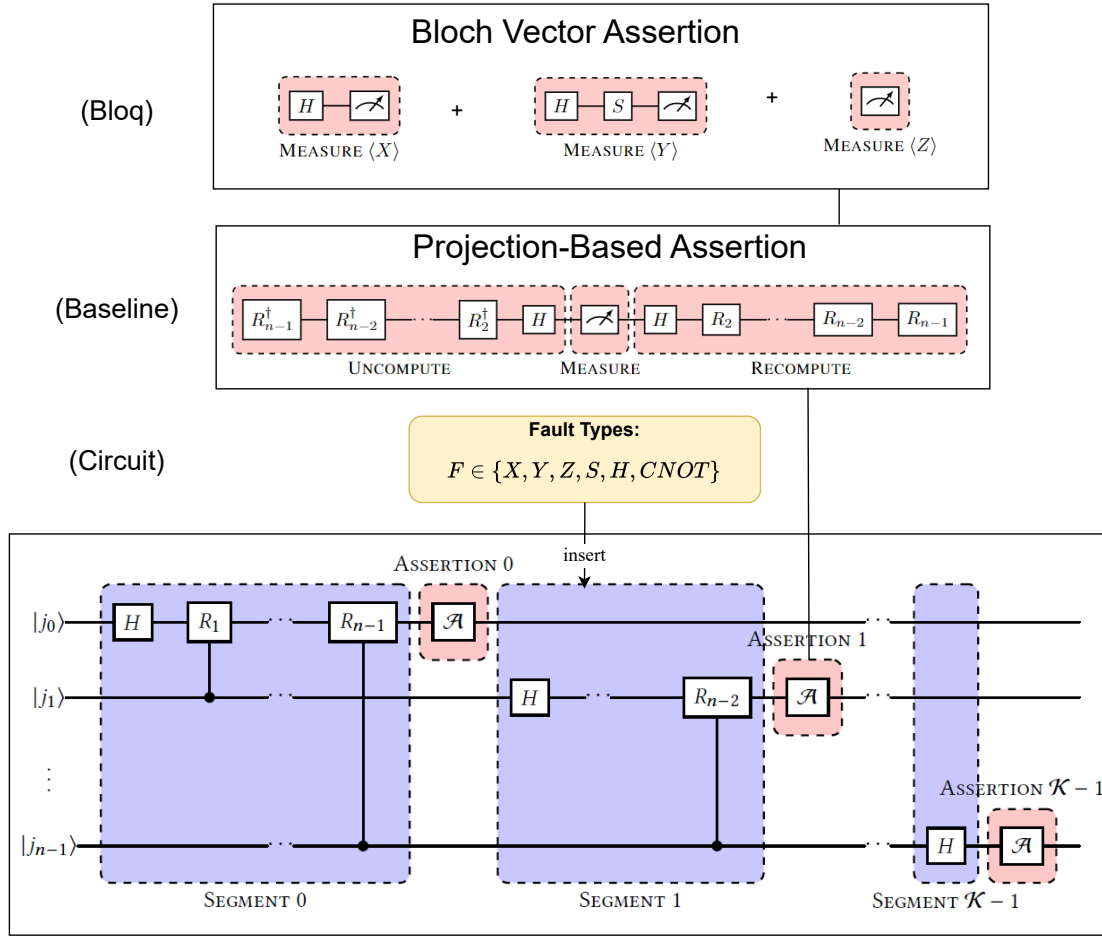 Bloch Vector Assertion
(Bloq)
H
+
H S
+
MEASURE ⟨X⟩
MEASURE ⟨Y⟩
MEASURE ⟨Z⟩
Projection-Based Assertion
(Baseline)
R†n−1 R†n−2 ··· R†2 H H R2 ··· Rn−2 Rn−1
UNCOMPUTE MEASURE RECOMPUTE
Fault Types:
(Circuit)
F ∈ {X, Y, Z, S, H, CNOT}
insert
ASSERTION 0
|j0⟩ H R1 ··· Rn−1 𝒜 ···
ASSERTION 1
|j1⟩ ··· H ··· Rn−2 𝒜 ···
⋮
ASSERTION 𝒦 − 1
|jn−1⟩ ··· ··· ··· H 𝒜
SEGMENT 0
SEGMENT 1
SEGMENT 𝒦 − 1